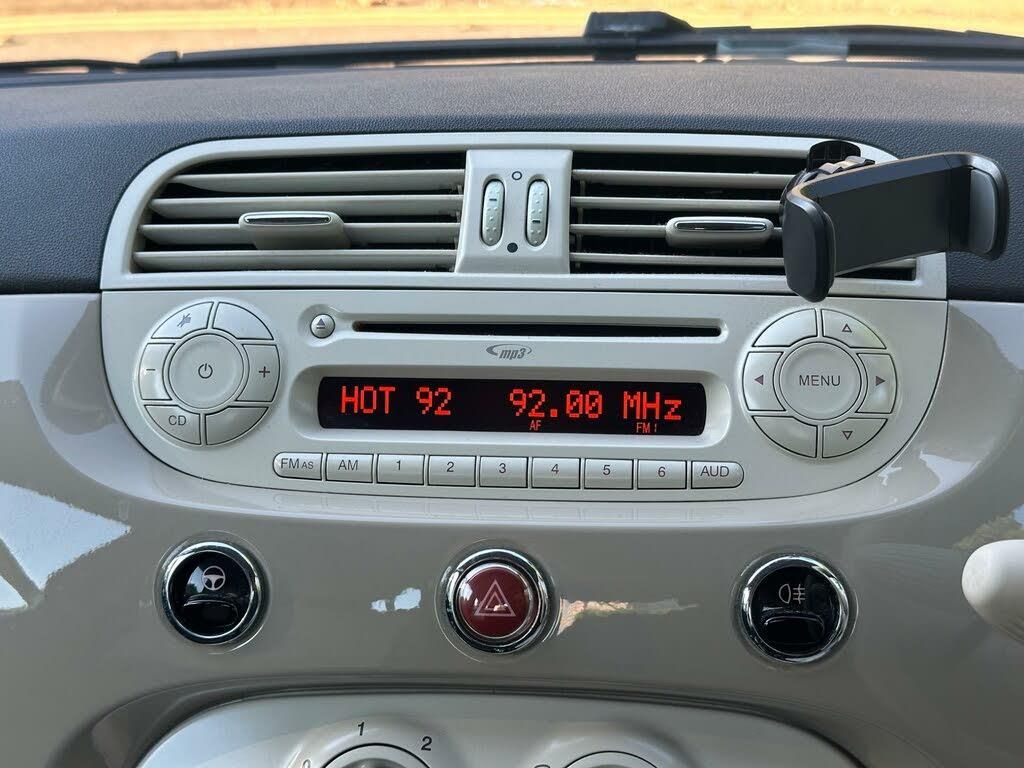 mp3
HOT 92 92.00 MHz
AF FM1
+
-
CD
MENU
FM AS AM 1 2 3 4 5 6 AUD
1
2
0